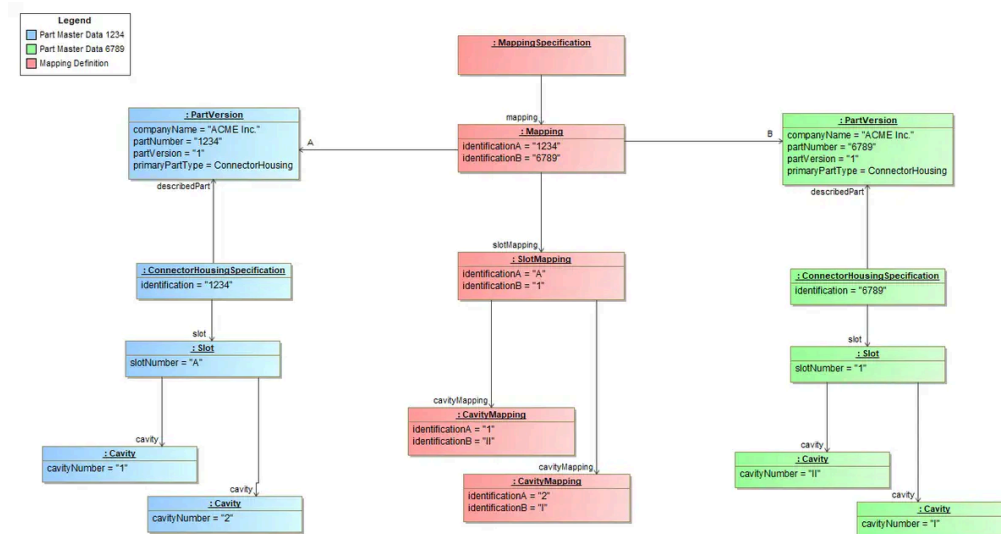 Legend
Part Master Data 1234
Part Master Data 6789
Mapping Definition
: MappingSpecification
mapping
: PartVersion
companyName = "ACME Inc."
partNumber = "1234"
partVersion = "1"
primaryPartType = ConnectorHousing
describedPart
A
: Mapping
identificationA = "1234"
identificationB = "6789"
B
: PartVersion
companyName = "ACME Inc."
partNumber = "6789"
partVersion = "1"
primaryPartType = ConnectorHousing
describedPart
slotMapping
: ConnectorHousingSpecification
identification = "1234"
: SlotMapping
identificationA = "A"
identificationB = "1"
: ConnectorHousingSpecification
identification = "6789"
slot
: Slot
slotNumber = "A"
slot
: Slot
slotNumber = "1"
cavityMapping
: CavityMapping
identificationA = "1"
identificationB = "II"
cavity
: Cavity
cavityNumber = "1"
cavity
: Cavity
cavityNumber = "II"
cavityMapping
: CavityMapping
identificationA = "2"
identificationB = "I"
cavity
: Cavity
cavityNumber = "2"
cavity
: Cavity
cavityNumber = "I"